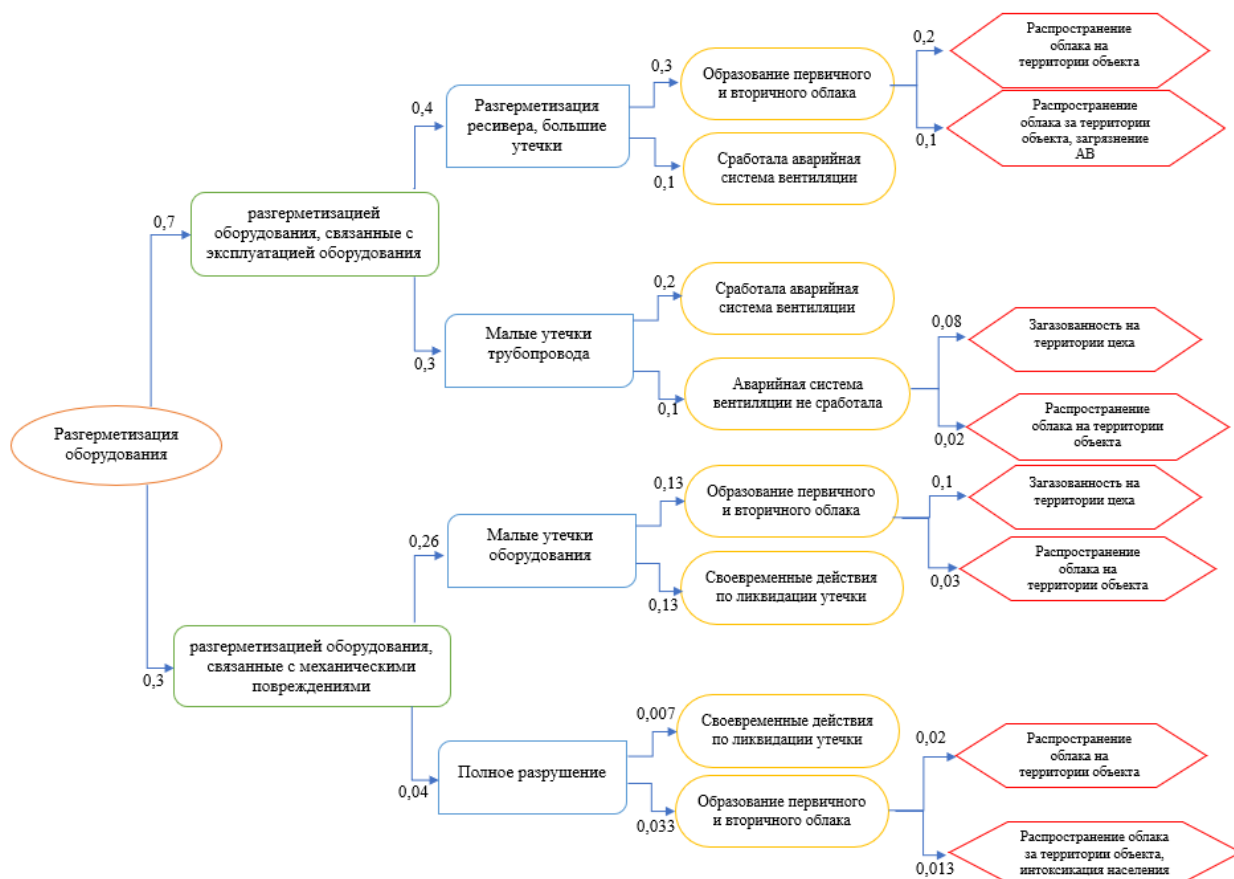 0,2
Распространение
облака на
территории объекта
0,3
Образование первичного
и вторичного облака
0,4
Разгерметизация
ресивера, большие
утечки
Распространение
облака за территории
объекта, загрязнение
АВ
0,1
Сработала аварийная
система вентиляции
0,1
0,7
разгерметизацией
оборудования, связанные с
эксплуатацией оборудования
0,2
Сработала аварийная
система вентиляции
0,08
Загазованность на
территории цеха
Малые утечки
трубопровода
0,3
Аварийная система
вентиляции не сработала
0,1
Распространение
облака на территории
объекта
0,02
Разгерметизация
оборудования
0,13
Образование первичного
и вторичного облака
0,1
Загазованность на
территории цеха
0,26
Малые утечки
оборудования
Распространение
облака на
территории объекта
0,03
Своевременные действия
по ликвидации утечки
0,13
разгерметизацией оборудования,
связанные с механическими
повреждениями
0,3
0,007
Своевременные действия
по ликвидации утечки
0,02
Распространение
облака на
территории объекта
Полное разрушение
0,04
Образование первичного
и вторичного облака
0,033
Распространение облака
за территории объекта,
интоксикация населения
0,013